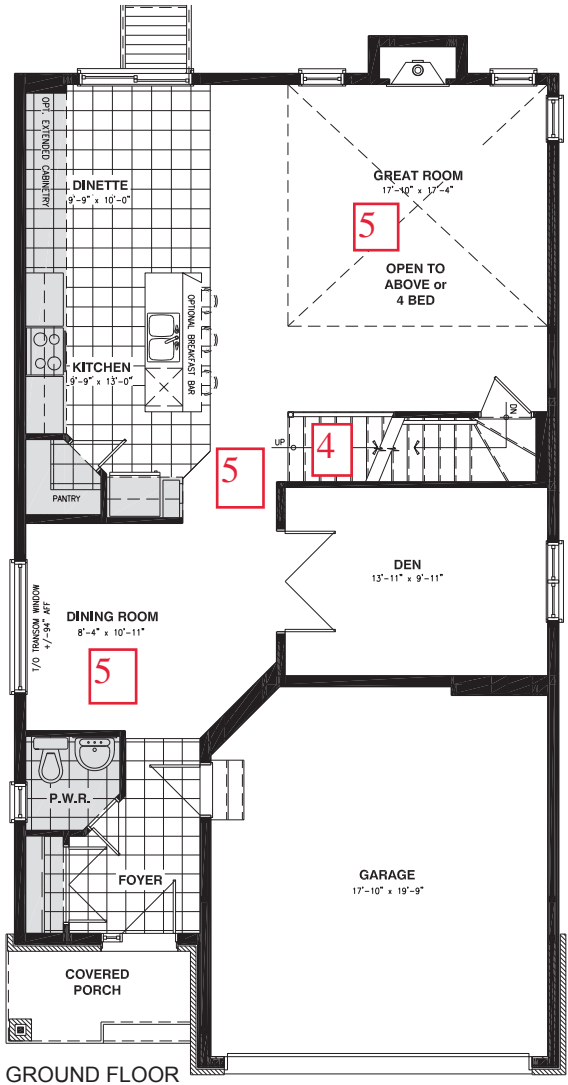 OPT. EXTENDED CABINETRY
DINETTE
9'-9" x 10'-0"
GREAT ROOM
17'-10" x 17'-4"
5
OPEN TO
ABOVE or
4 BED
OPTIONAL BREAKFAST BAR
KITCHEN
9'-9" x 13'-0"
DN
UP
4
5
PANTRY
DEN
13'-11" x 9'-11"
T/O TRANSOM WINDOW
+/-94" AFF
DINING ROOM
8'-4" x 10'-11"
5
P.W.R.
FOYER
GARAGE
17'-10" x 19'-9"
COVERED
PORCH
GROUND FLOOR